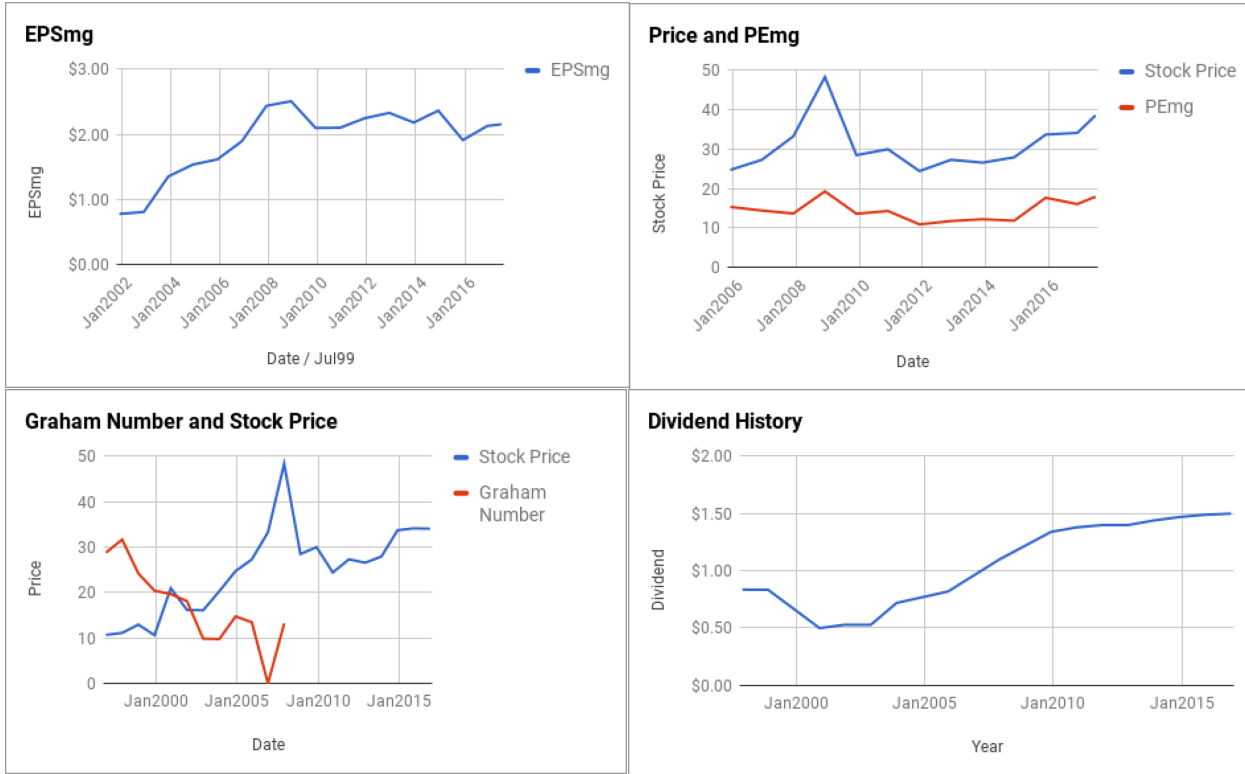 EPSmg
$3.00
$2.00
$1.00
$0.00
EPSmg
Jan2002
Jan2004
Jan2006
Jan2008
Jan2010
Jan2012
Jan2014
Jan2016
Date / Jul99
EPSmg
Price and PEmg
50
40
30
20
10
0
Stock Price
Jan2006
Jan2008
Jan2010
Jan2012
Jan2014
Jan2016
Date
Stock Price
PEmg
Graham Number and Stock Price
50
40
30
20
10
0
Price
Jan2000 Jan2005 Jan2010 Jan2015
Date
Stock Price
Graham
Number
Dividend History
$2.00
$1.50
$1.00
$0.50
$0.00
Dividend
Jan2000 Jan2005 Jan2010 Jan2015
Year